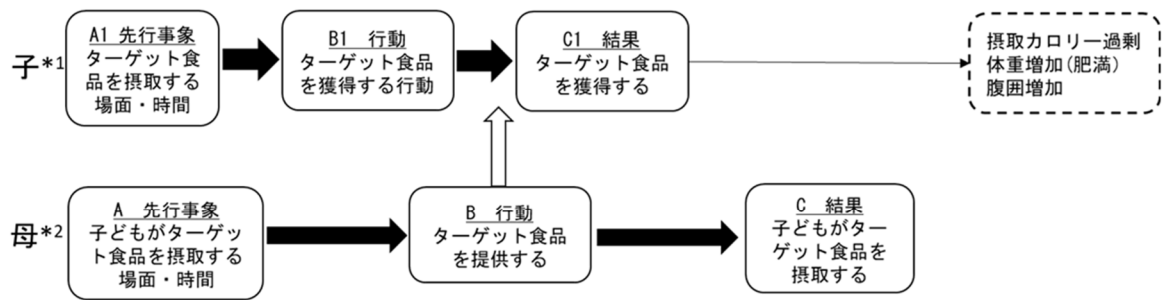 子*1
A1 先行事象
ターゲット食
品を摂取する
場面・時間
B1 行動
ターゲット食品
を獲得する行動
C1 結果
ターゲット食品
を獲得する
摂取カロリー過剰
体重増加(肥満)
腹囲増加
母*2
A 先行事象
子どもがターゲッ
ト食品を摂取する
場面・時間
B 行動
ターゲット食品
を提供する
C 結果
子どもがター
ゲット食品を
摂取する